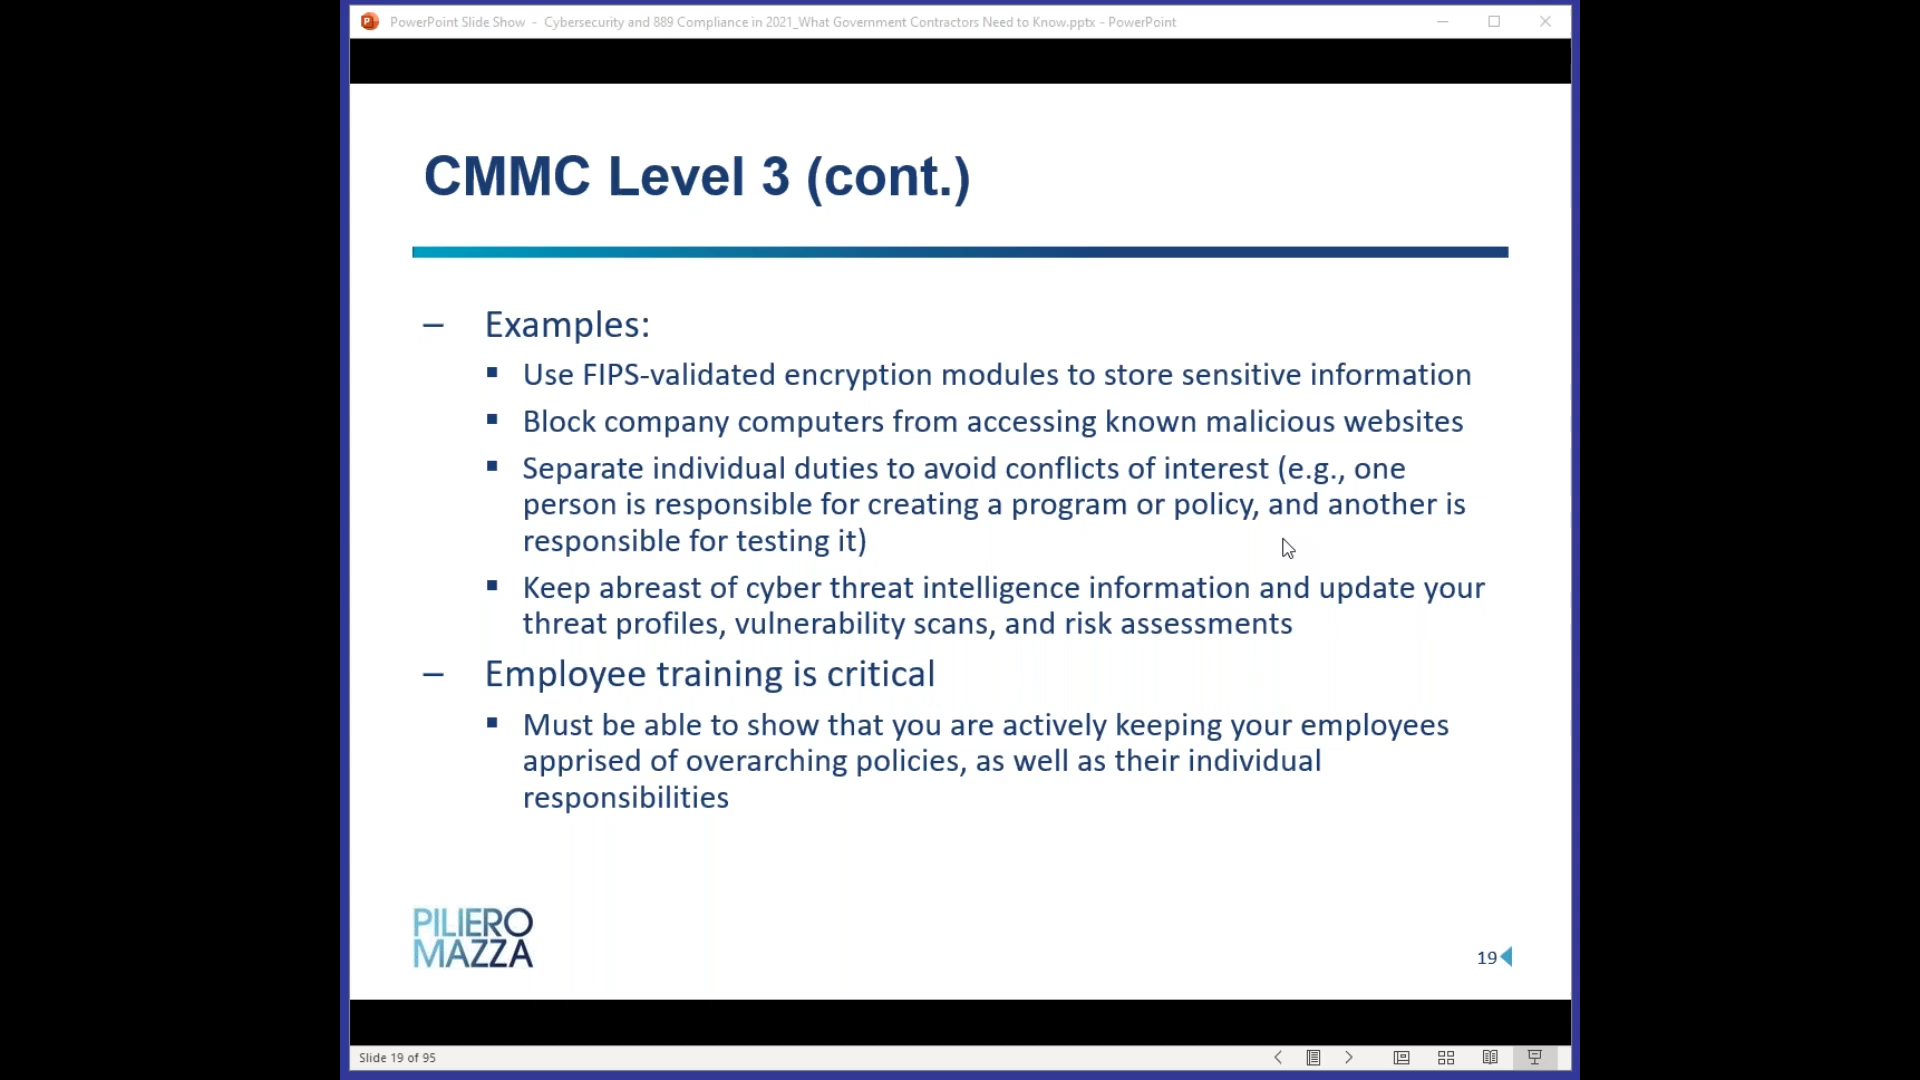 PowerPoint Slide Show - Cybersecurity and 889 Compliance in 2021_What Government Contractors Need to Know.pptx - PowerPoint
CMMC Level 3 (cont.)
– Examples:
▪ Use FIPS-validated encryption modules to store sensitive information
▪ Block company computers from accessing known malicious websites
▪ Separate individual duties to avoid conflicts of interest (e.g., one
person is responsible for creating a program or policy, and another is
responsible for testing it)
▪ Keep abreast of cyber threat intelligence information and update your
threat profiles, vulnerability scans, and risk assessments
– Employee training is critical
▪ Must be able to show that you are actively keeping your employees
apprised of overarching policies, as well as their individual
responsibilities
PILIERO
MAZZA
19
Slide 19 of 95